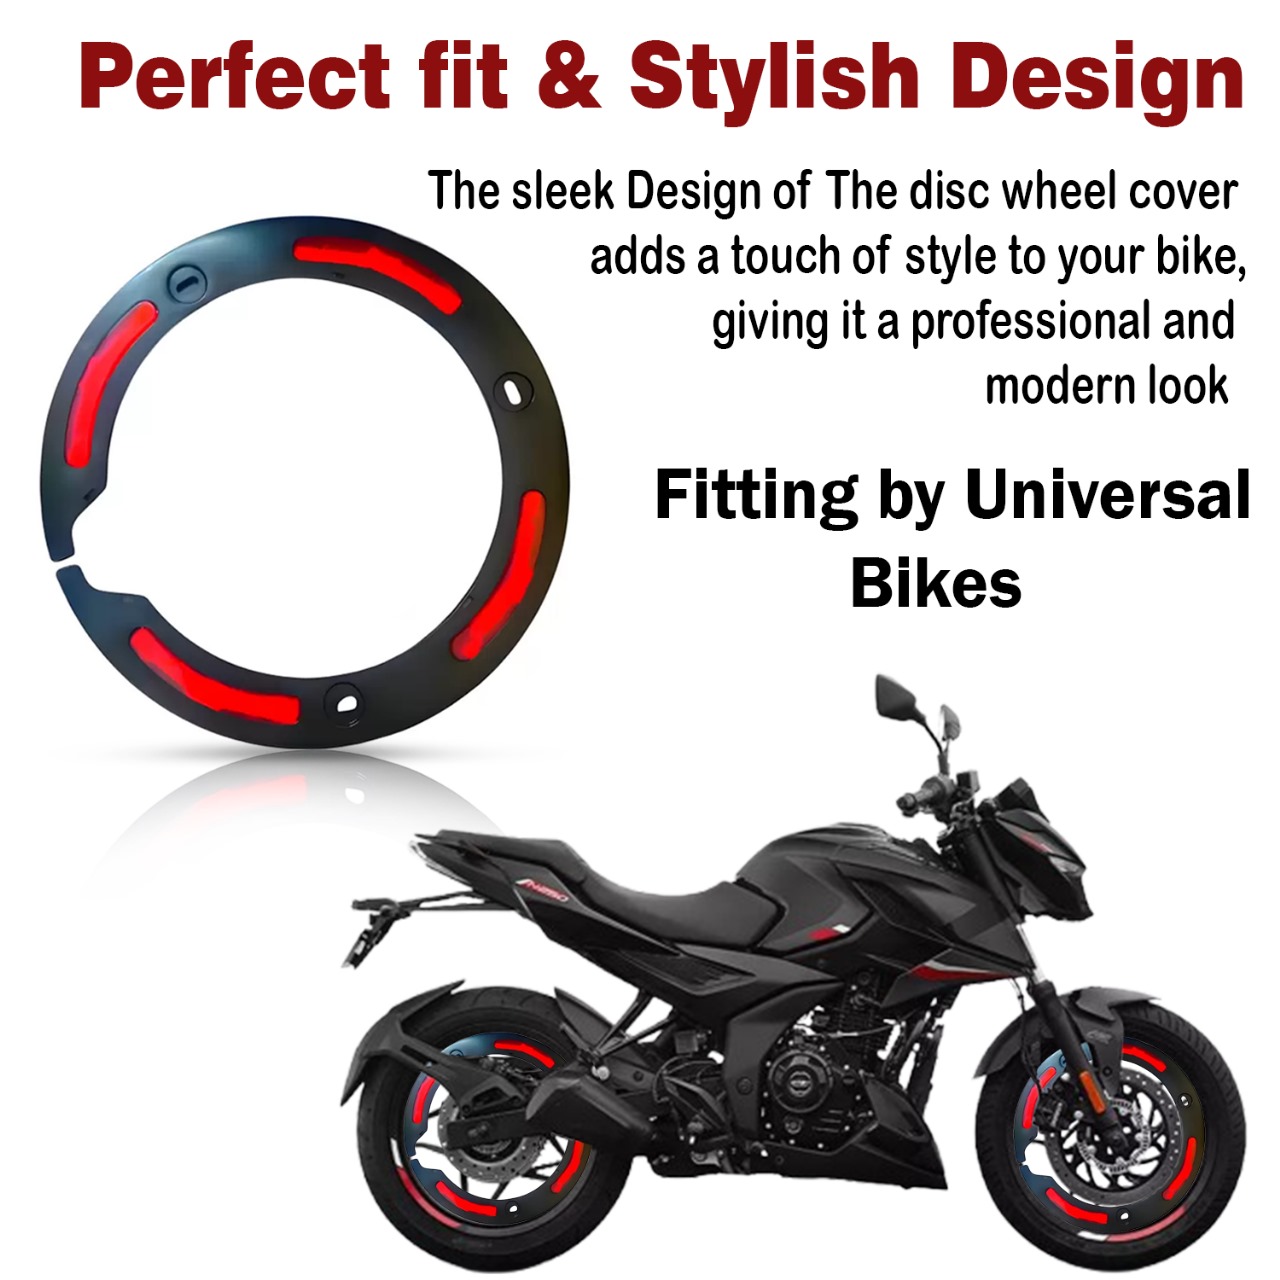 Perfect fit & Stylish Design
The sleek Design of The disc wheel cover
adds a touch of style to your bike,
giving it a professional and
modern look
Fitting by Universal
Bikes
N250